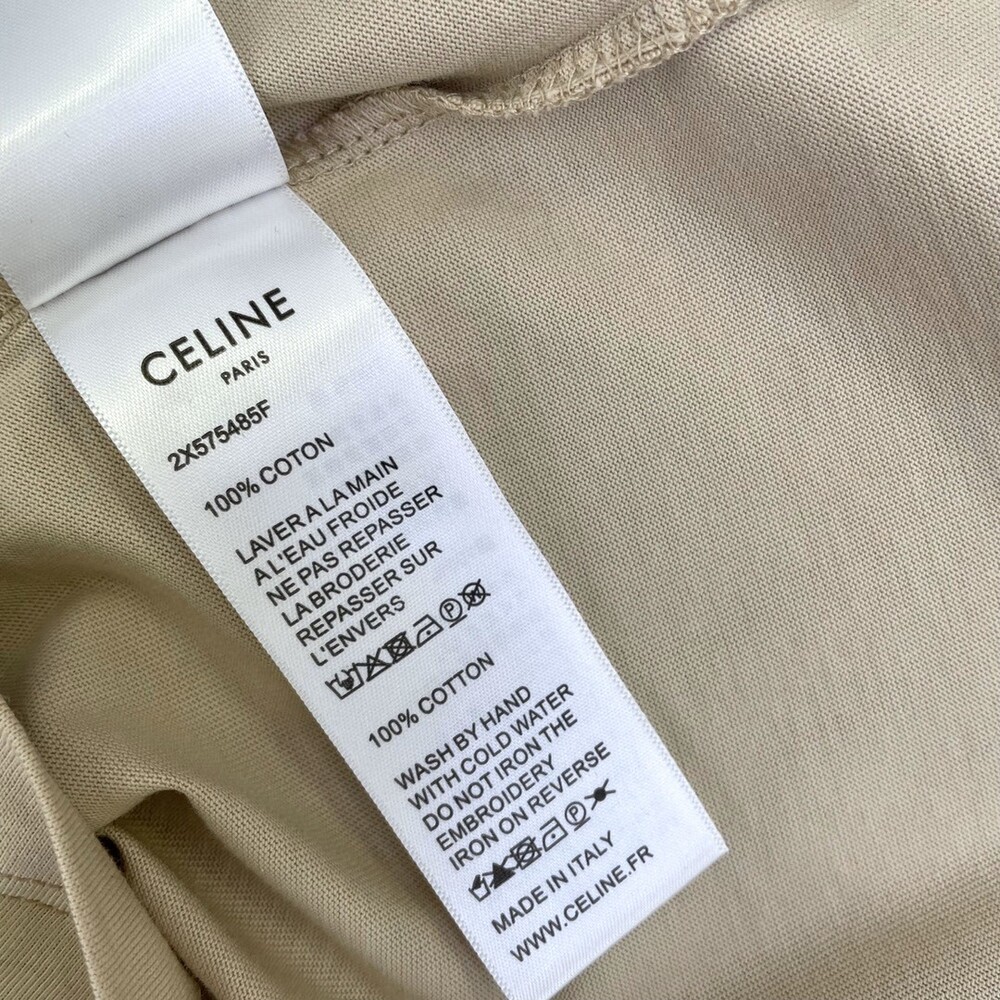 CELINE
PARIS
2X575485F
100% COTON
LAVER A LA MAIN
A L'EAU FROIDE
NE PAS REPASSER
LA BRODERIE
REPASSER SUR
L'ENVERS
100% COTTON
WASH BY HAND
WITH COLD WATER
DO NOT IRON THE
EMBROIDERY
IRON ON REVERSE
MADE IN ITALY
WWW.CELINE.FR